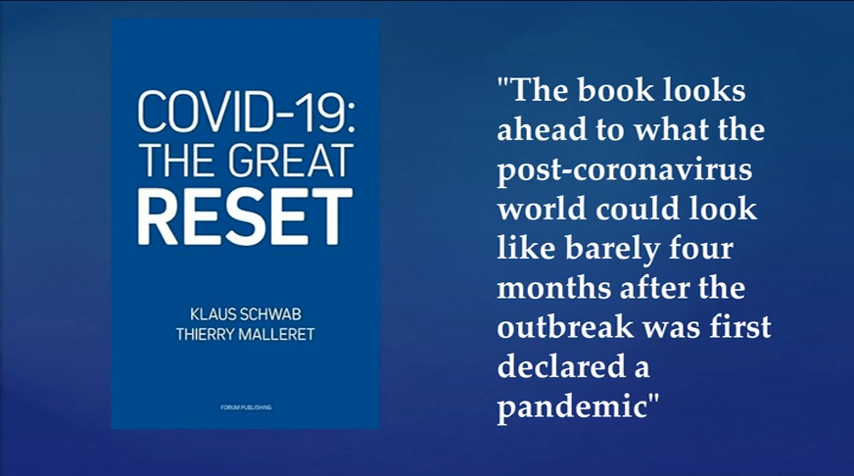 COVID-19:
THE GREAT
RESET
KLAUS SCHWAB
THIERRY MALLERET
FORUM PUBLISHING
"The book looks
ahead to what the
post-coronavirus
world could look
like barely four
months after the
outbreak was first
declared a
pandemic"